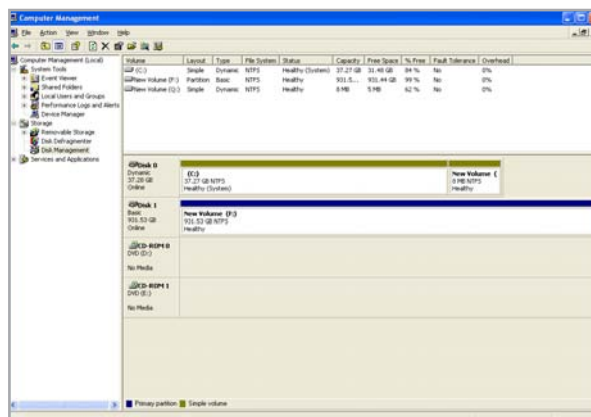 Computer Management
File Action View Window Help
Computer Management (Local)
System Tools
Event Viewer
Shared Folders
Local Users and Groups
Performance Logs and Alerts
Device Manager
Storage
Removable Storage
Disk Defragmenter
Disk Management
Services and Applications
Volume Layout Type File System Status Capacity Free Space % Free Fault Tolerance Overhead
(C:) Simple Dynamic NTFS Healthy (System) 37.27 GB 31.48 GB 84 % No 0%
New Volume (F:) Partition Basic NTFS Healthy 931.5... 931.44 GB 99 % No 0%
New Volume (Q:) Simple Dynamic NTFS Healthy 8 MB 5 MB 62 % No 0%
Disk 0
Dynamic
37.28 GB
Online
(C:)
37.27 GB NTFS
Healthy (System)
New Volume (
8 MB NTFS
Healthy
Disk 1
Basic
931.53 GB
Online
New Volume (F:)
931.53 GB NTFS
Healthy
CD-ROM 0
DVD (D:)
No Media
CD-ROM 1
DVD (E:)
No Media
Primary partition Simple volume